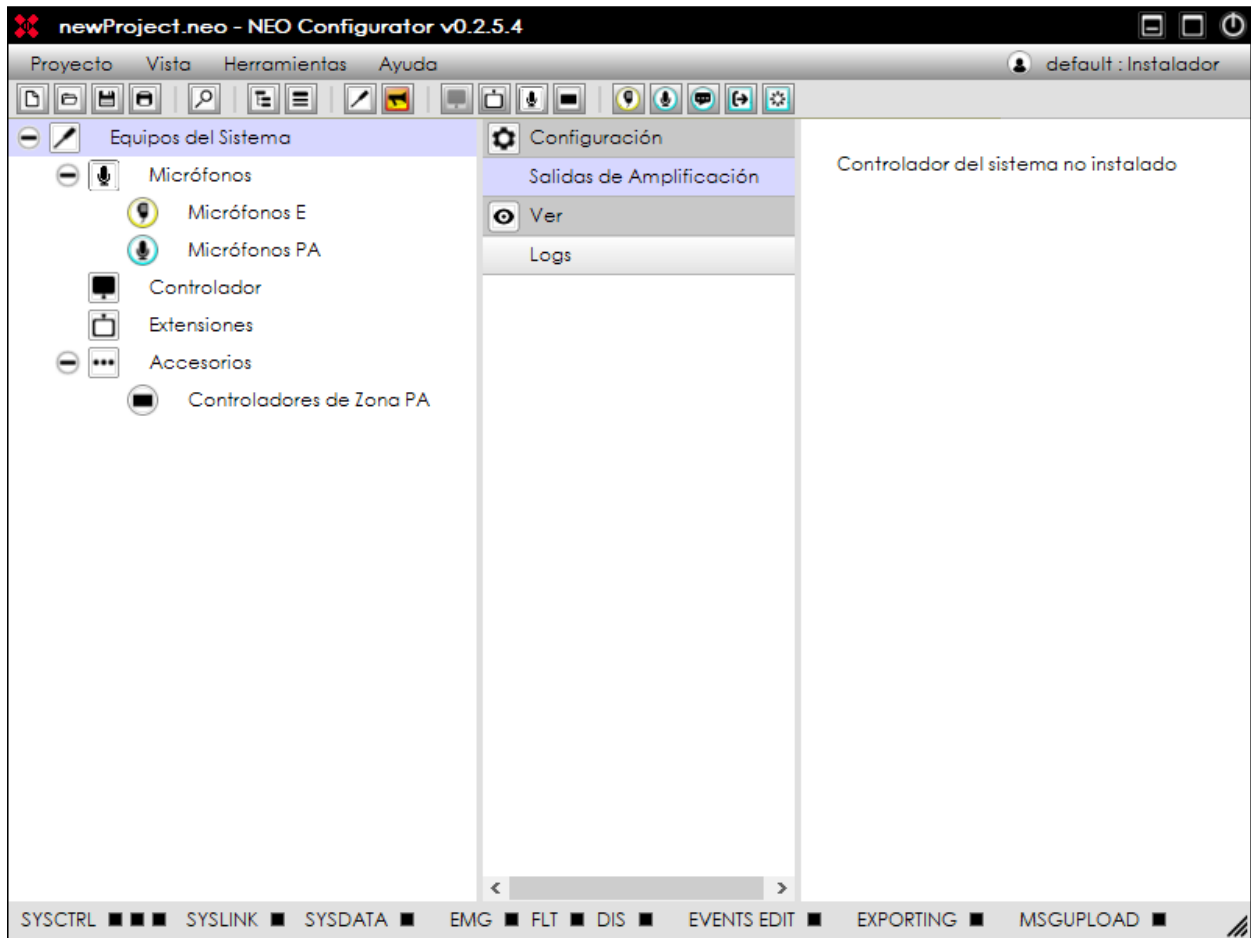 newProject.neo - NEO Configurator v0.2.5.4
Proyecto Vista Herramientas Ayuda default : Instalador
Equipos del Sistema
Micrófonos
Micrófonos E
Micrófonos PA
Controlador
Extensiones
Accesorios
Controladores de Zona PA
Configuración
Salidas de Amplificación
Ver
Logs
Controlador del sistema no instalado
SYSCTRL SYSLINK SYSDATA EMG FLT DIS EVENTS EDIT EXPORTING MSGUPLOAD